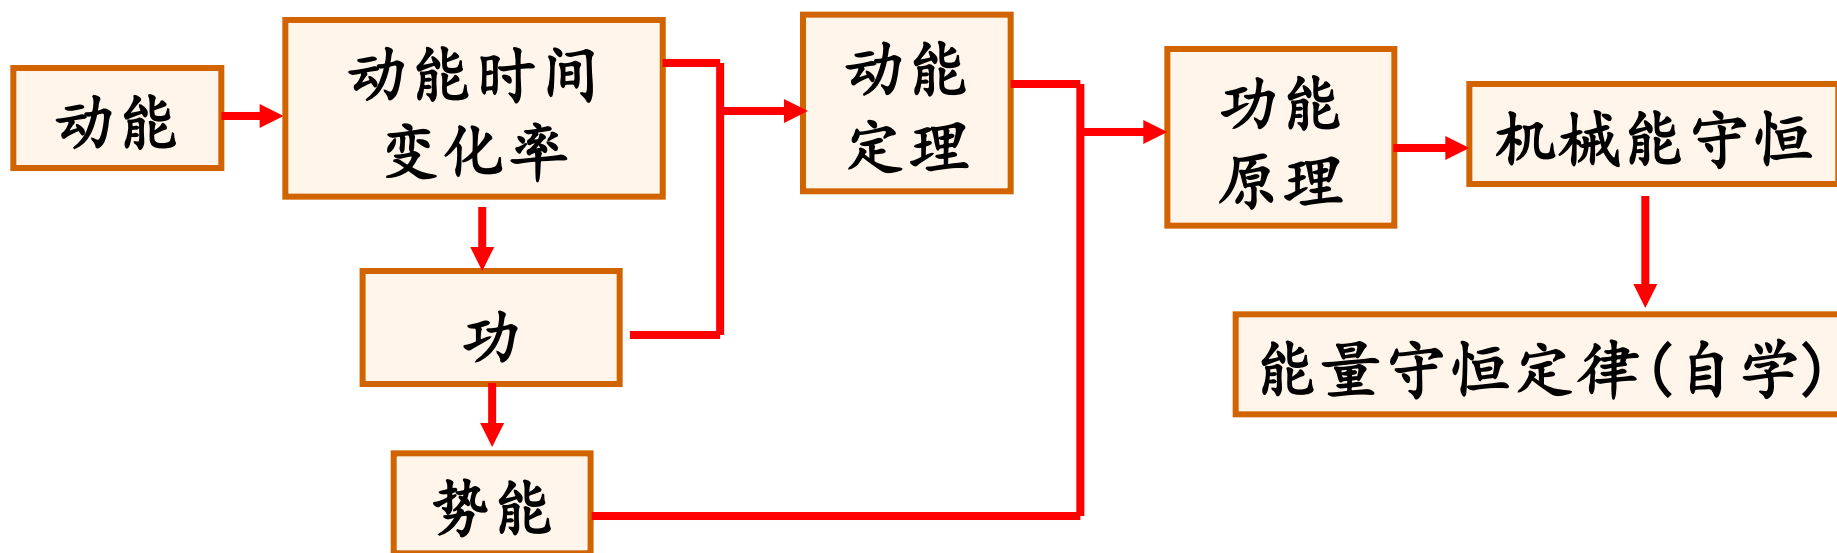 动能
动能时间
变化率
功
势能
动能
定理
功能
原理
机械能守恒
能量守恒定律(自学)